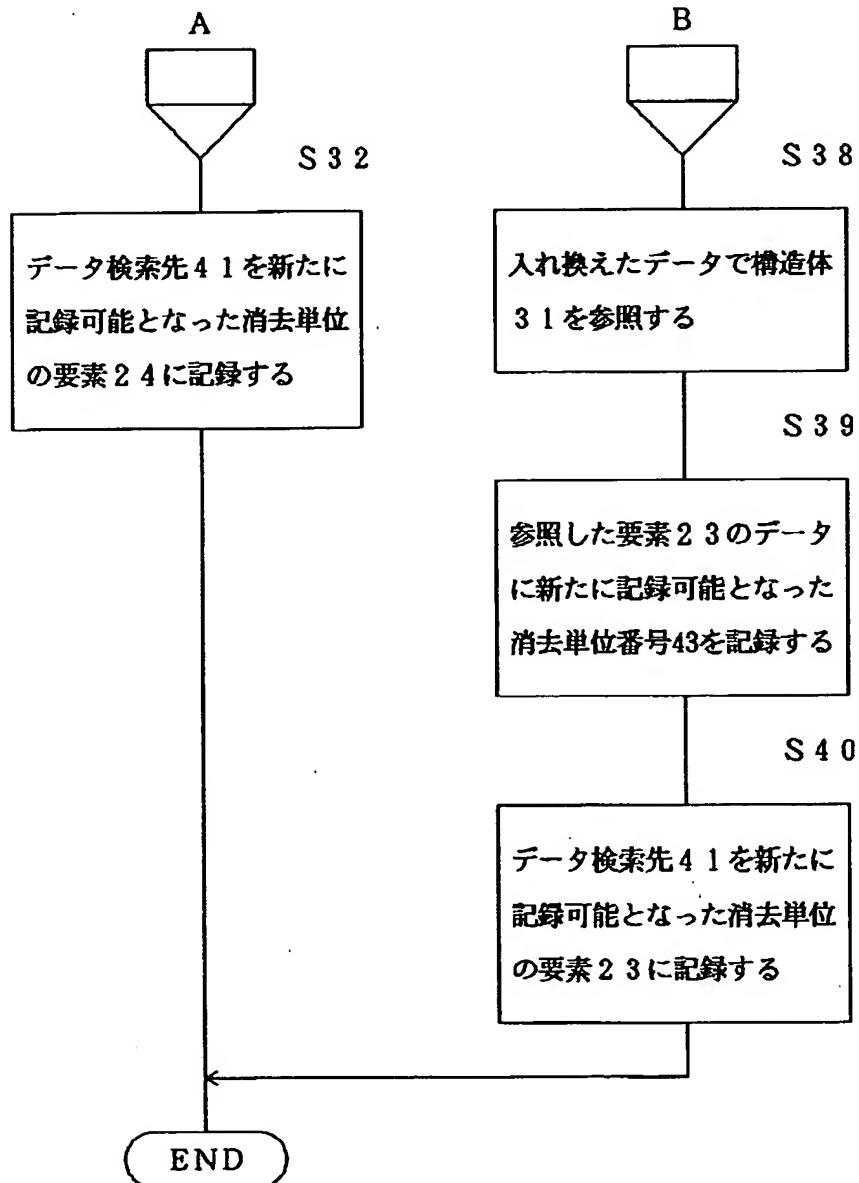 A
S32
データ検索先41を新たに
記録可能となった消去単位
の要素24に記録する
B
S38
入れ換えたデータで構造体
31を参照する
S39
参照した要素23のデータ
に新たに記録可能となった
消去単位番号43を記録する
S40
データ検索先41を新たに
記録可能となった消去単位
の要素23に記録する
END